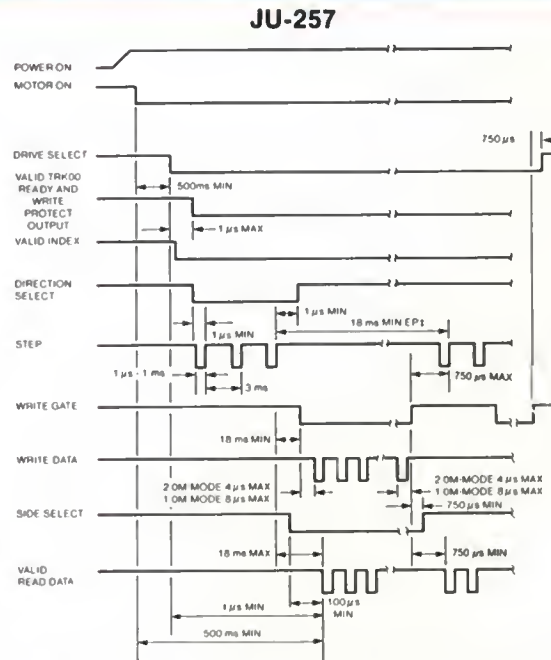 JU-257
POWER ON
MOTOR ON
750 µs
DRIVE SELECT
VALID TRK00
READY AND
WRITE
PROTECT
OUTPUT
500ms MIN
1 µs MAX
VALID INDEX
DIRECTION
SELECT
1 µs MIN
1 µs MIN
18 ms MIN EP‡
STEP
1 µs - 1 ms
3 ms
750 µs MAX
WRITE GATE
18 ms MIN
WRITE DATA
2.0M-MODE 4 µs MAX
1.0M MODE 8 µs MAX
2.0M-MODE 4 µs MAX
1.0M-MODE 8 µs MAX
SIDE SELECT
750 µs MIN
18 ms MAX
750 µs MIN
VALID
READ DATA
100 µs
MIN
1 µs MIN
500 ms MIN